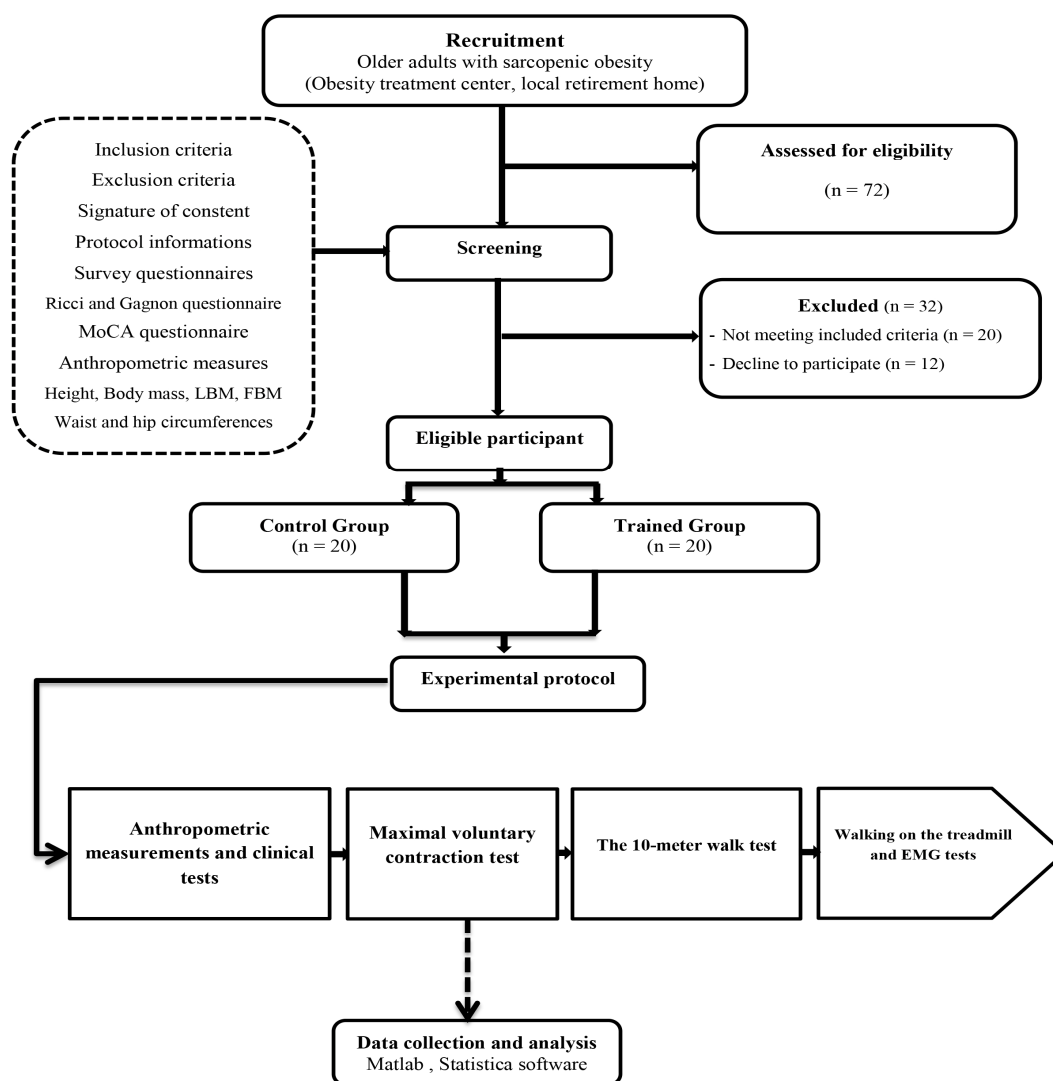 Recruitment
Older adults with sarcopenic obesity
(Obesity treatment center, local retirement home)
Inclusion criteria
Exclusion criteria
Signature of constent
Protocol informations
Survey questionnaires
Ricci and Gagnon questionnaire
MoCA questionnaire
Anthropometric measures
Height, Body mass, LBM, FBM
Waist and hip circumferences
Assessed for eligibility
(n = 72)
Screening
Excluded (n = 32)
- Not meeting included criteria (n = 20)
- Decline to participate (n = 12)
Eligible participant
Control Group
(n = 20)
Trained Group
(n = 20)
Experimental protocol
Anthropometric
measurements and clinical
tests
Maximal voluntary
contraction test
The 10-meter walk test
Walking on the treadmill
and EMG tests
Data collection and analysis
Matlab , Statistica software